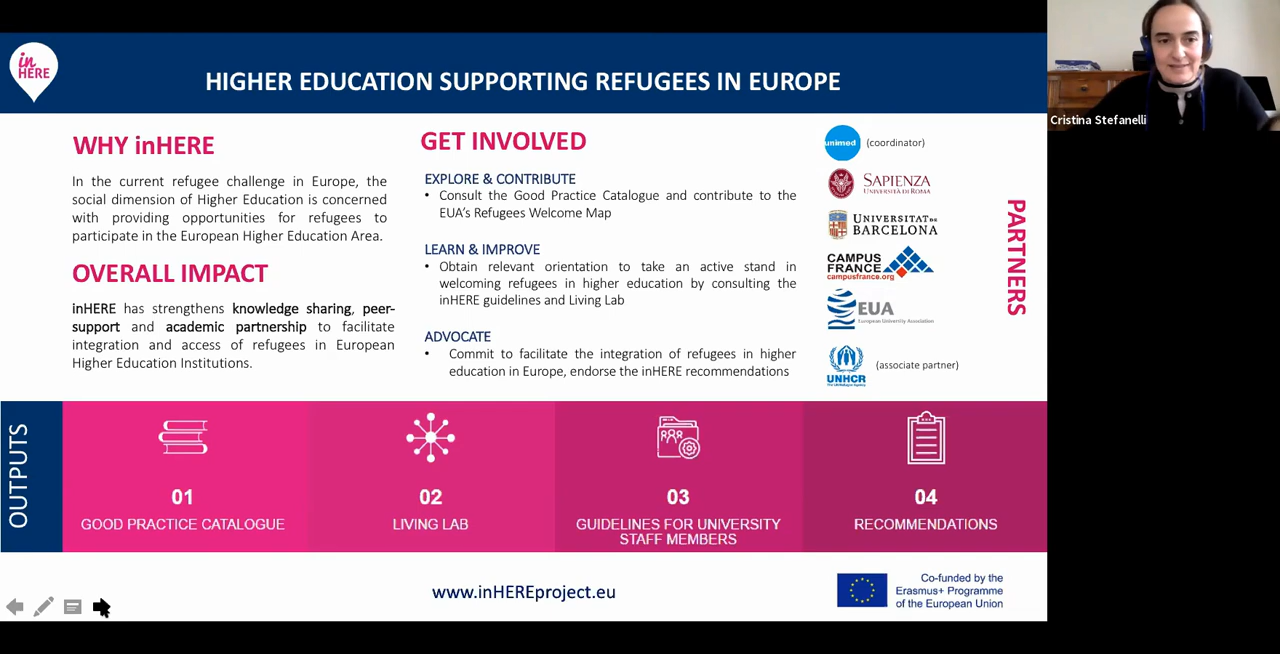 in
HERE
HIGHER EDUCATION SUPPORTING REFUGEES IN EUROPE
Cristina Stefanelli
WHY inHERE
In the current refugee challenge in Europe, the
social dimension of Higher Education is concerned
with providing opportunities for refugees to
participate in the European Higher Education Area.
OVERALL IMPACT
inHERE has strengthens knowledge sharing, peer-
support and academic partnership to facilitate
integration and access of refugees in European
Higher Education Institutions.
GET INVOLVED
EXPLORE & CONTRIBUTE
• Consult the Good Practice Catalogue and contribute to the
EUA's Refugees Welcome Map
LEARN & IMPROVE
• Obtain relevant orientation to take an active stand in
welcoming refugees in higher education by consulting the
inHERE guidelines and Living Lab
ADVOCATE
• Commit to facilitate the integration of refugees in higher
education in Europe, endorse the inHERE recommendations
unimed (coordinator)
SAPIENZA
UNIVERSITÀ DI ROMA
UNIVERSITAT DE
BARCELONA
CAMPUS
FRANCE
campusfrance.org
EUA
European University Association
UNHCR
The UN Refugee Agency
(associate partner)
PARTNERS
OUTPUTS
01
GOOD PRACTICE CATALOGUE
02
LIVING LAB
03
GUIDELINES FOR UNIVERSITY
STAFF MEMBERS
04
RECOMMENDATIONS
www.inHEREproject.eu
Co-funded by the
Erasmus+ Programme
of the European Union